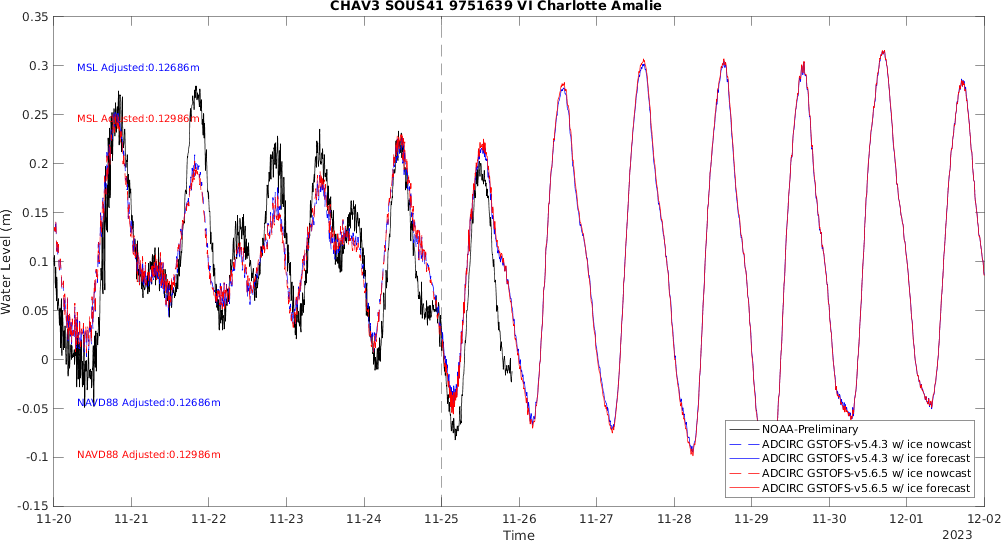 CHAV3 SOUS41 9751639 VI Charlotte Amalie
0.35
0.3
0.25
0.2
0.15
0.1
0.05
0
-0.05
-0.1
-0.15
Water Level (m)
MSL Adjusted:0.12686m
MSL Adjusted:0.12986m
NAVD88 Adjusted:0.12686m
NAVD88 Adjusted:0.12986m
NOAA-Preliminary
ADCIRC GSTOFS-v5.4.3 w/ ice nowcast
ADCIRC GSTOFS-v5.4.3 w/ ice forecast
ADCIRC GSTOFS-v5.6.5 w/ ice nowcast
ADCIRC GSTOFS-v5.6.5 w/ ice forecast
11-20 11-21 11-22 11-23 11-24 11-25 11-26 11-27 11-28 11-29 11-30 12-01 12-02
Time
2023